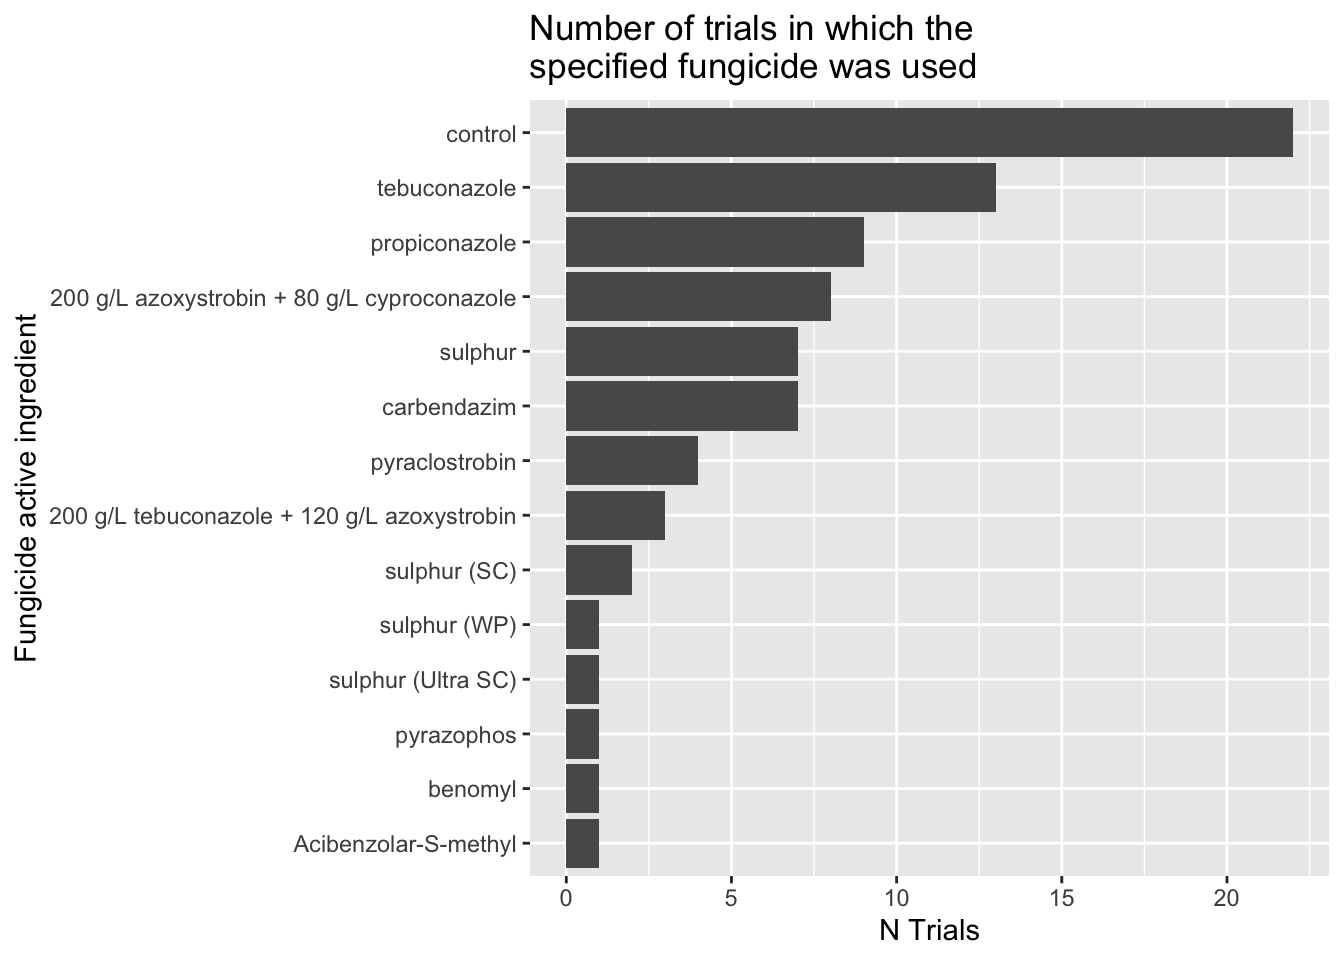 Number of trials in which the
specified fungicide was used
Fungicide active ingredient
control
tebuconazole
propiconazole
200 g/L azoxystrobin + 80 g/L cyproconazole
sulphur
carbendazim
pyraclostrobin
200 g/L tebuconazole + 120 g/L azoxystrobin
sulphur (SC)
sulphur (WP)
sulphur (Ultra SC)
pyrazophos
benomyl
Acibenzolar-S-methyl
0 5 10 15 20
N Trials